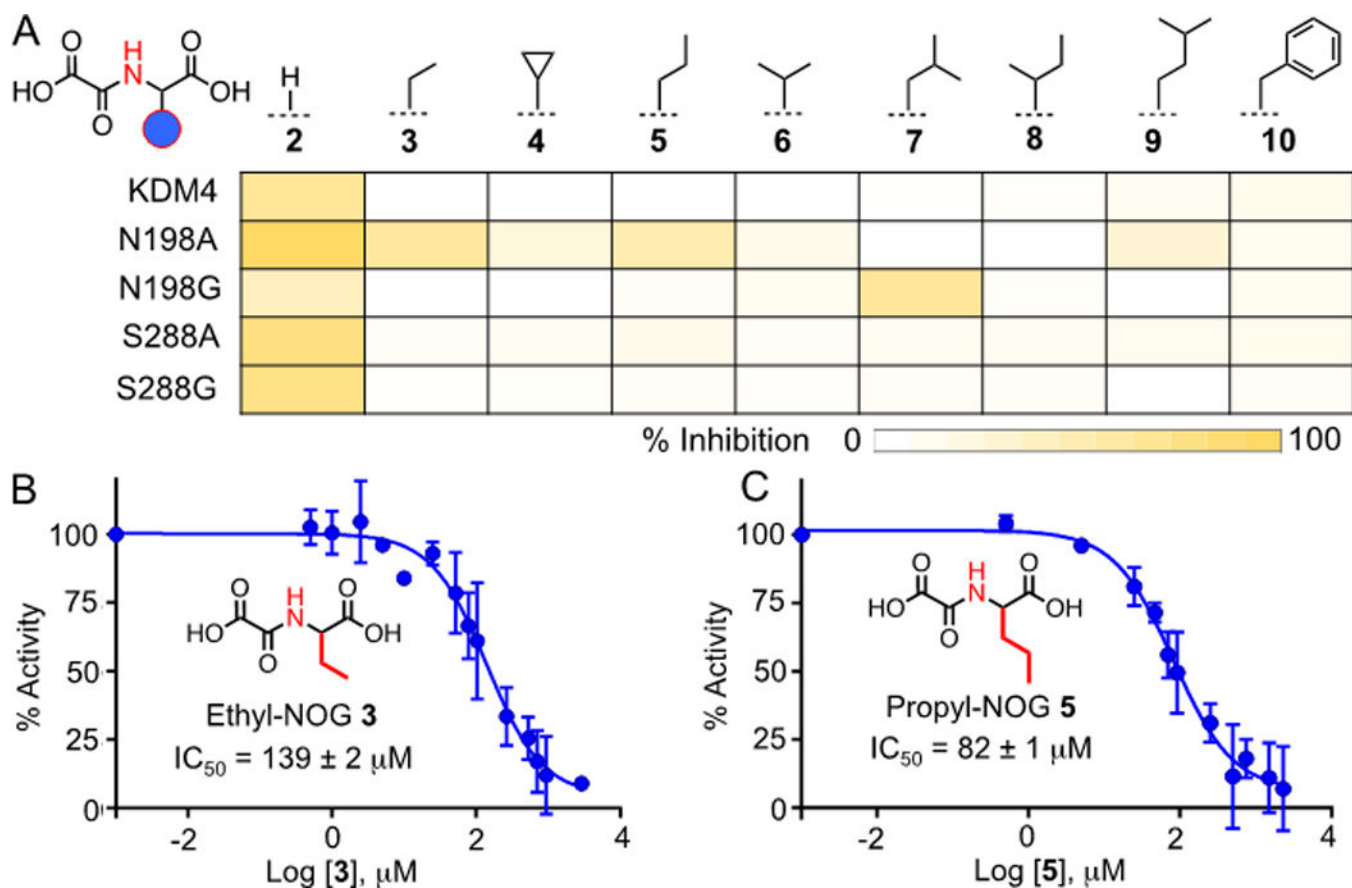 A
O
H
O
HO
N
OH
O
H
2 3 4 5 6 7 8 9 10
KDM4
N198A
N198G
S288A
S288G
% Inhibition 0 100
B
% Activity
100
75
50
25
0
-2 0 2 4
Log [3], μM
O H O
HO N OH
O
Ethyl-NOG 3
IC50 = 139 ± 2 μM
C
% Activity
100
75
50
25
0
-2 0 2 4
Log [5], μM
O H O
HO N OH
O
Propyl-NOG 5
IC50 = 82 ± 1 μM